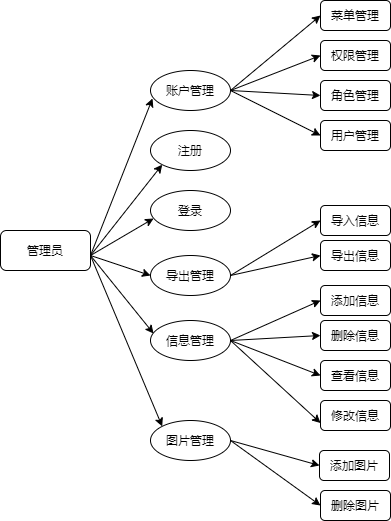 菜单管理
权限管理
账户管理
角色管理
用户管理
注册
登录
导入信息
管理员
导出信息
导出管理
添加信息
删除信息
信息管理
查看信息
修改信息
图片管理
添加图片
删除图片